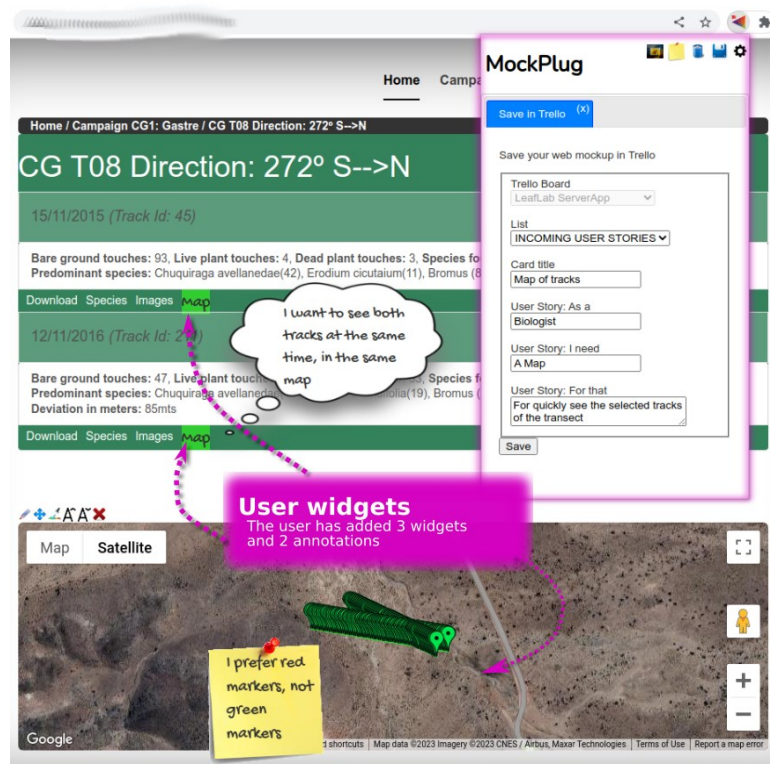 Home Campa
MockPlug
Save in Trello (X)
Save your web mockup in Trello
Trello Board
LeafLab ServerApp
List
INCOMING USER STORIES
Card title
Map of tracks
User Story: As a
Biologist
User Story: I need
A Map
User Story: For that
For quickly see the selected tracks
of the transect
Save
Home / Campaign CG1: Gastre / CG T08 Direction: 272º S-->N
CG T08 Direction: 272º S-->N
15/11/2015 (Track Id: 45)
Bare ground touches: 93, Live plant touches: 4, Dead plant touches: 3, Species fo
Predominant species: Chuquiraga avellanedae(42), Erodium cicutaium(11), Bromus (8
Download Species Images Map
12/11/2016 (Track Id: 2
I want to see both
tracks at the same
time, in the same
map
Bare ground touches: 47, Live plant touch
Species f
Predominant species: Chuquiraga avellaneda
folia(19), Bromus (
Deviation in meters: 85mts
Download Species Images Map
User widgets
The user has added 3 widgets
and 2 annotations
Map Satellite
I prefer red
markers, not
green
markers
Google
d shortcuts Map data ©2023 Imagery ©2023 CNES / Airbus, Maxar Technologies Terms of Use Report a map error